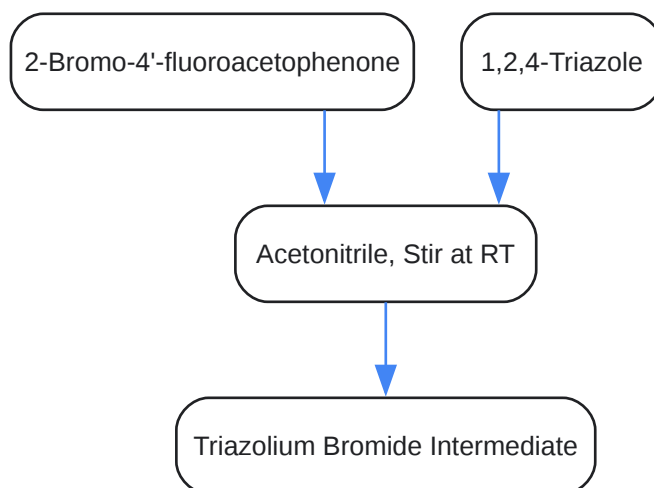 2-Bromo-4'-fluoroacetophenone
1,2,4-Triazole
Acetonitrile, Stir at RT
Triazolium Bromide Intermediate